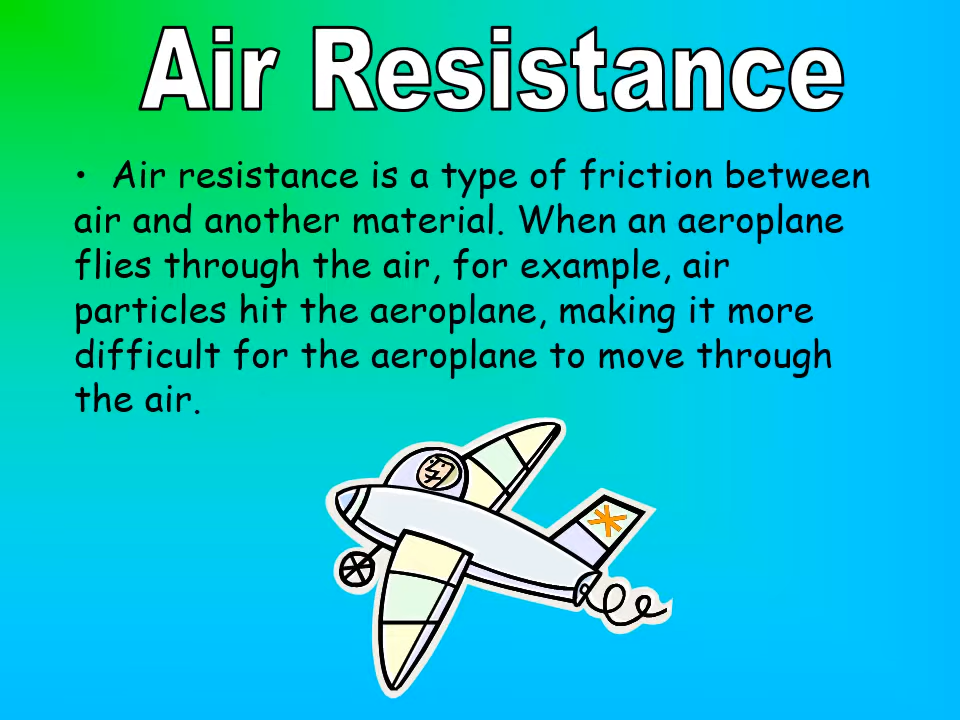 Air Resistance
• Air resistance is a type of friction between
air and another material. When an aeroplane
flies through the air, for example, air
particles hit the aeroplane, making it more
difficult for the aeroplane to move through
the air.